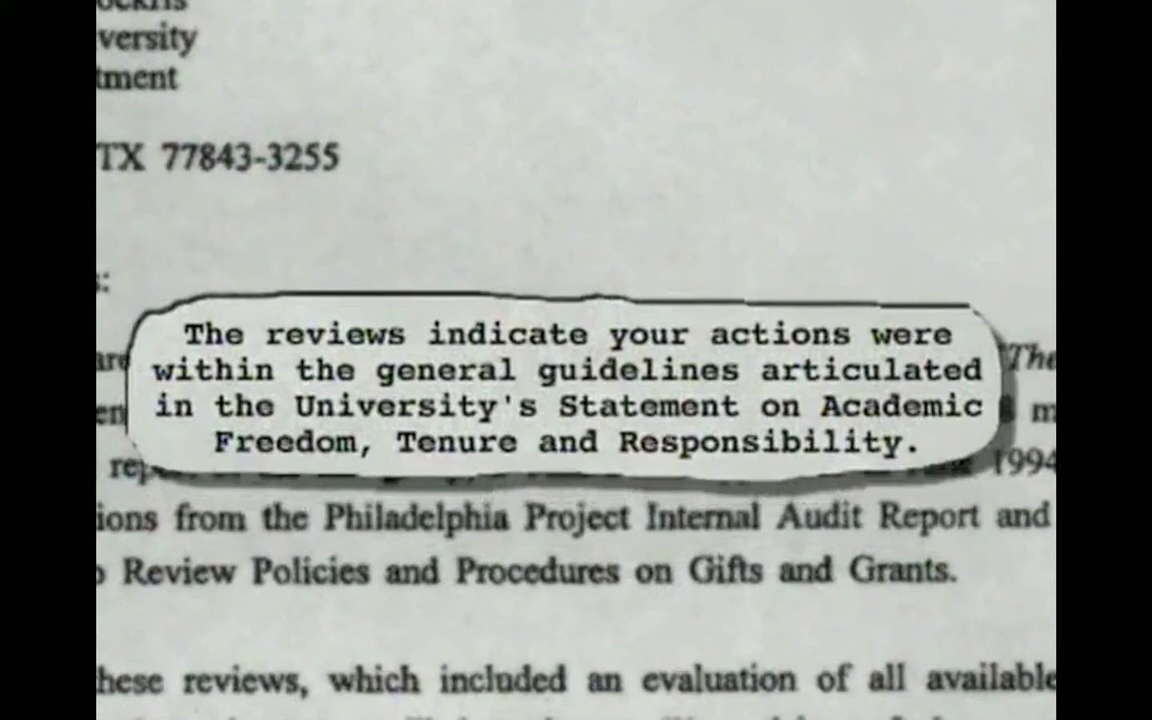 versity
tment
TX 77843-3255
s:
The reviews indicate your actions were
within the general guidelines articulated
in the University's Statement on Academic
Freedom, Tenure and Responsibility.
The
1994
ions from the Philadelphia Project Internal Audit Report and
o Review Policies and Procedures on Gifts and Grants.
hese reviews, which included an evaluation of all available